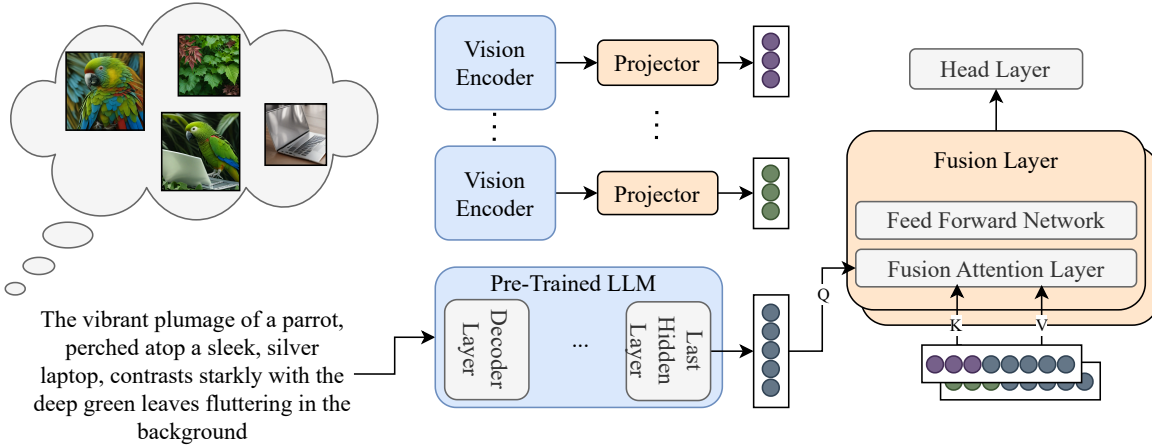 The vibrant plumage of a parrot,
perched atop a sleek, silver
laptop, contrasts starkly with the
deep green leaves fluttering in the
background
Vision
Encoder
Projector
Vision
Encoder
Projector
Pre-Trained LLM
Decoder
Layer
...
Last
Hidden
Layer
Q
Head Layer
Fusion Layer
Feed Forward Network
Fusion Attention Layer
K
V